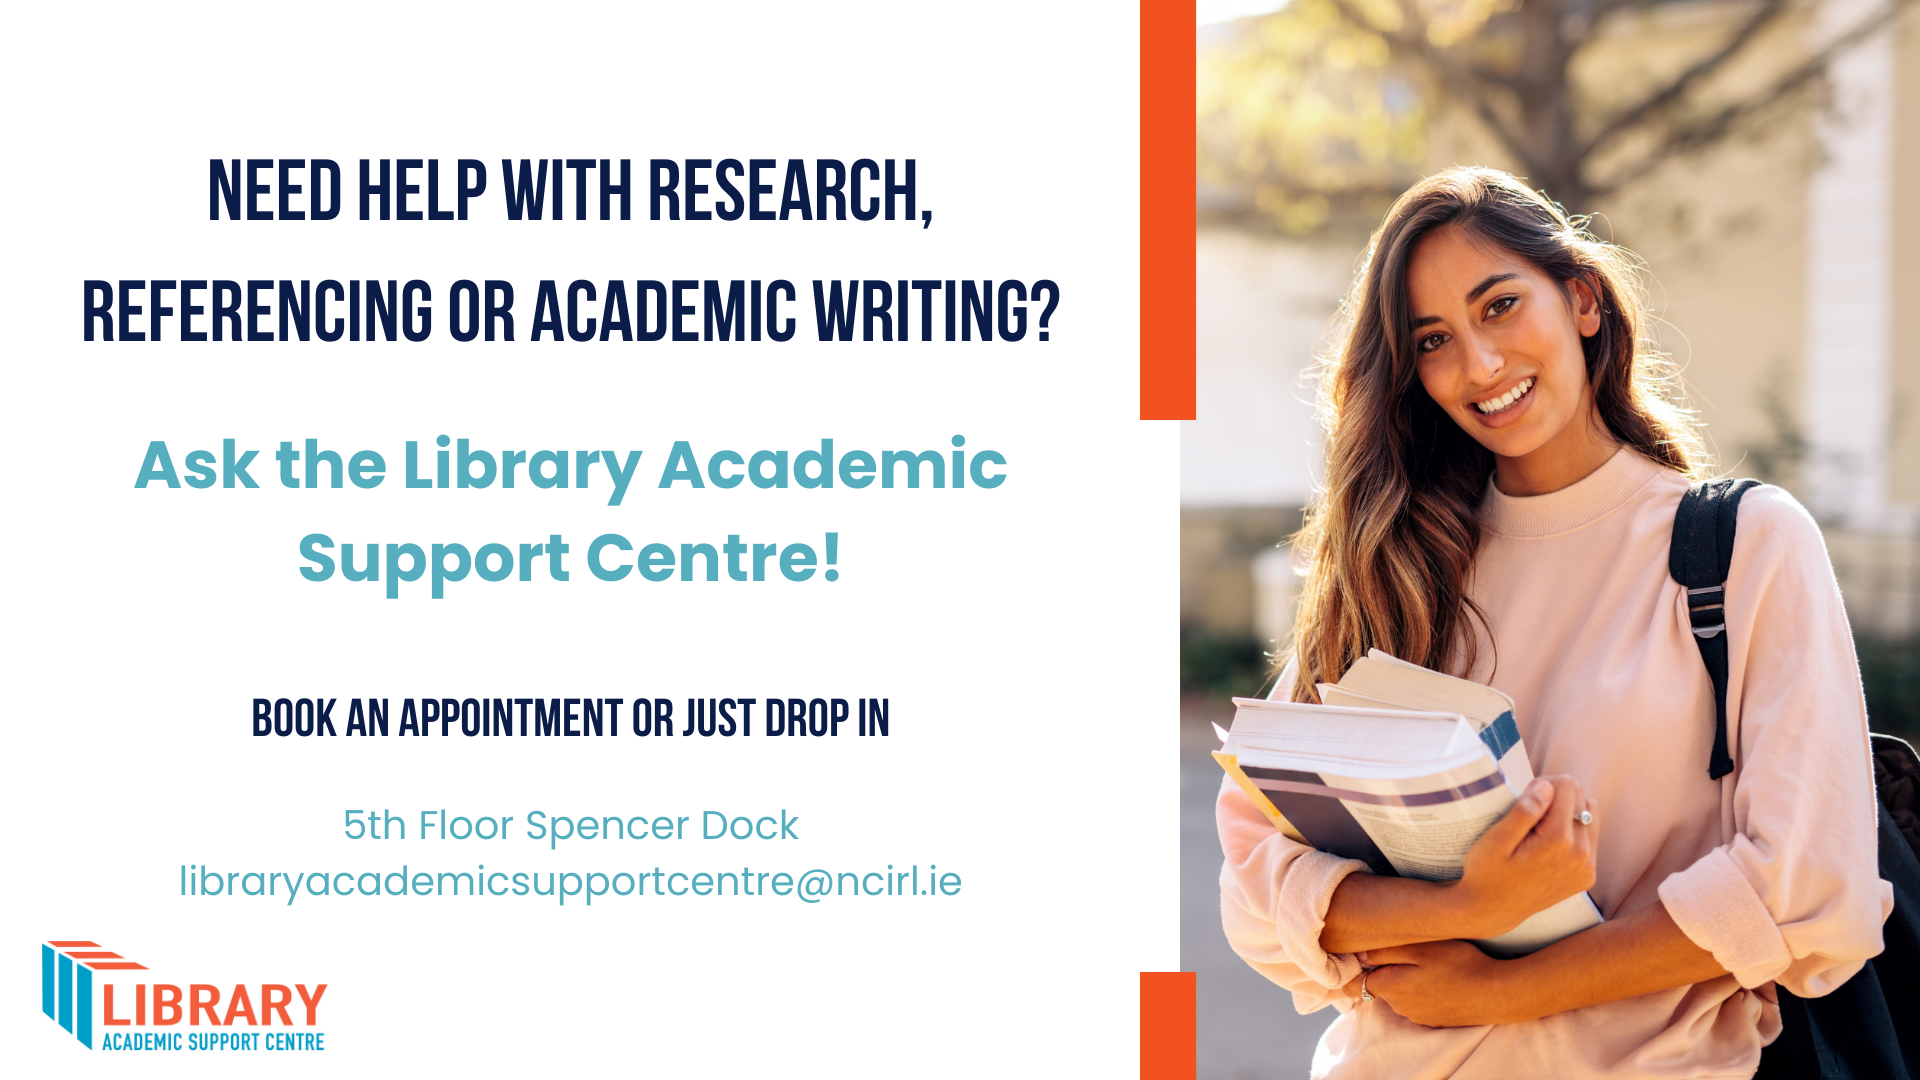 NEED HELP WITH RESEARCH,
REFERENCING OR ACADEMIC WRITING?
Ask the Library Academic
Support Centre!
BOOK AN APPOINTMENT OR JUST DROP IN
5th Floor Spencer Dock
libraryacademicsupportcentre@ncirl.ie
LIBRARY
ACADEMIC SUPPORT CENTRE